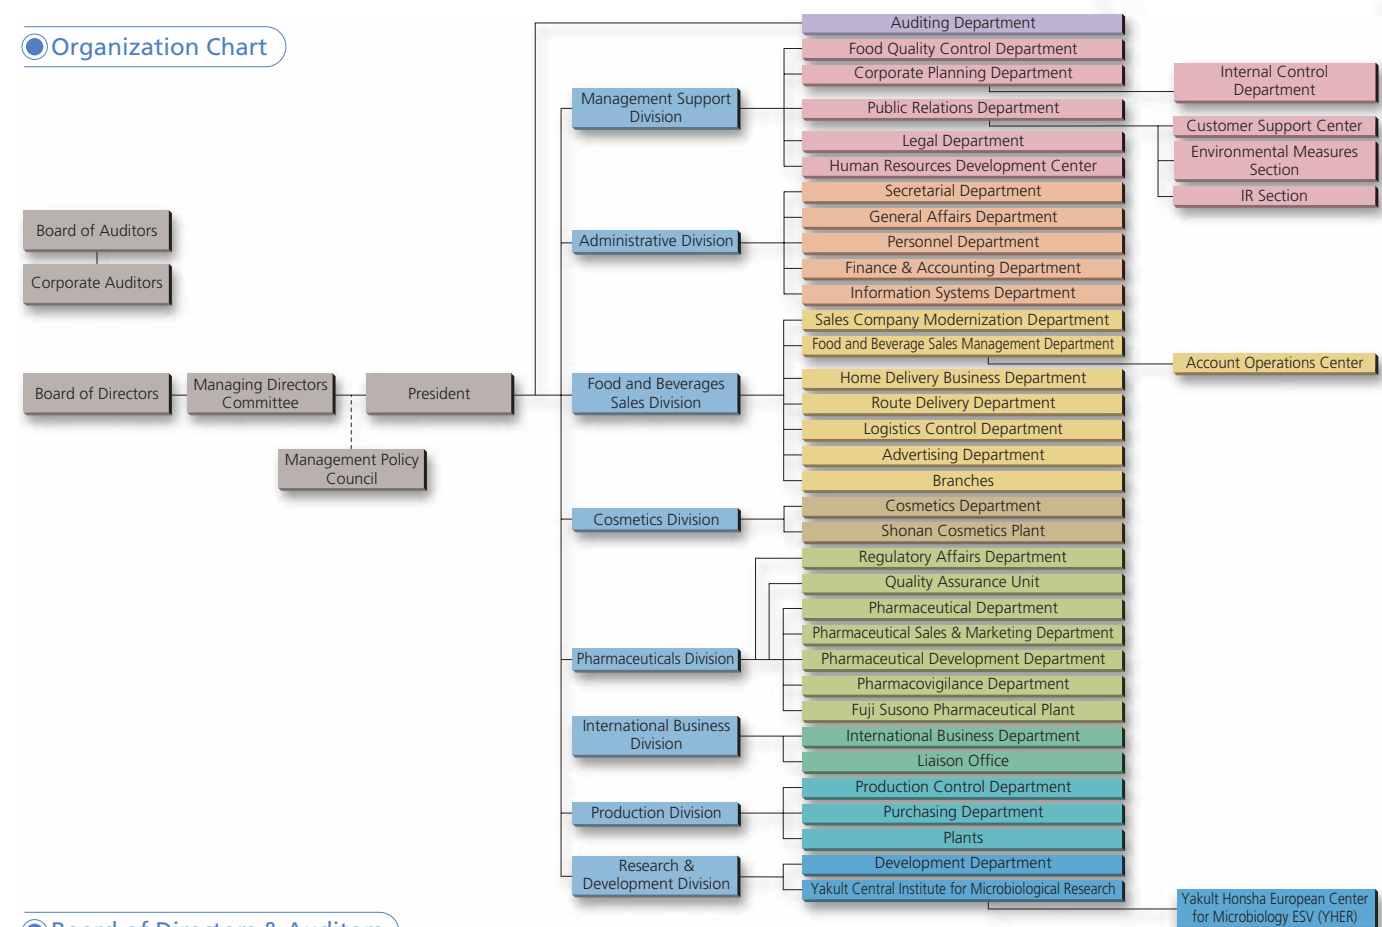 Organization Chart
Board of Auditors
Corporate Auditors
Board of Directors
Managing Directors
Committee
President
Management Policy
Council
Auditing Department
Management Support
Division
Food Quality Control Department
Corporate Planning Department
Internal Control
Department
Public Relations Department
Customer Support Center
Environmental Measures
Section
IR Section
Legal Department
Human Resources Development Center
Administrative Division
Secretarial Department
General Affairs Department
Personnel Department
Finance & Accounting Department
Information Systems Department
Food and Beverages
Sales Division
Sales Company Modernization Department
Food and Beverage Sales Management Department
Account Operations Center
Home Delivery Business Department
Route Delivery Department
Logistics Control Department
Advertising Department
Branches
Cosmetics Division
Cosmetics Department
Shonan Cosmetics Plant
Pharmaceuticals Division
Regulatory Affairs Department
Quality Assurance Unit
Pharmaceutical Department
Pharmaceutical Sales & Marketing Department
Pharmaceutical Development Department
Pharmacovigilance Department
Fuji Susono Pharmaceutical Plant
International Business
Division
International Business Department
Liaison Office
Production Division
Production Control Department
Purchasing Department
Plants
Research &
Development Division
Development Department
Yakult Central Institute for Microbiological Research
Yakult Honsha European Center
for Microbiology ESV (YHER)
Board of Directors & Auditors